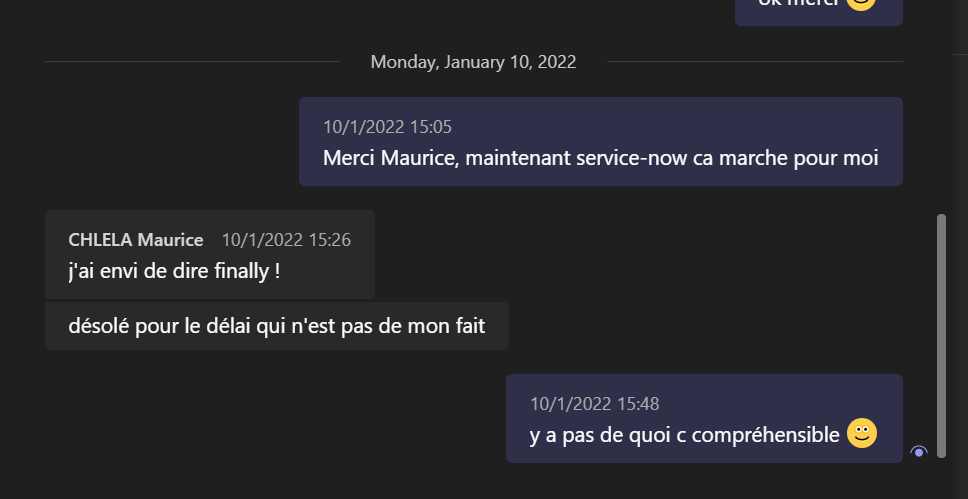 ok merci
Monday, January 10, 2022
10/1/2022 15:05
Merci Maurice, maintenant service-now ca marche pour moi
CHLELA Maurice 10/1/2022 15:26
j'ai envi de dire finally !
désolé pour le délai qui n'est pas de mon fait
10/1/2022 15:48
y a pas de quoi c compréhensible